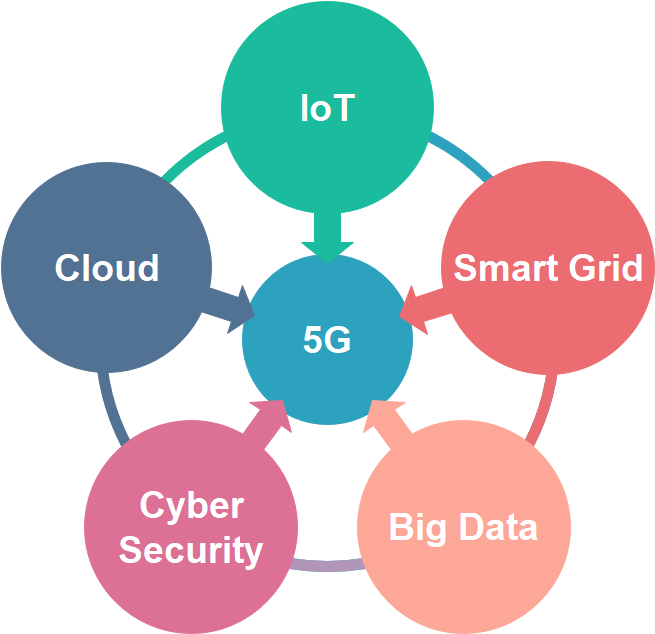 IoT
Cloud
Smart Grid
5G
Cyber
Security
Big Data